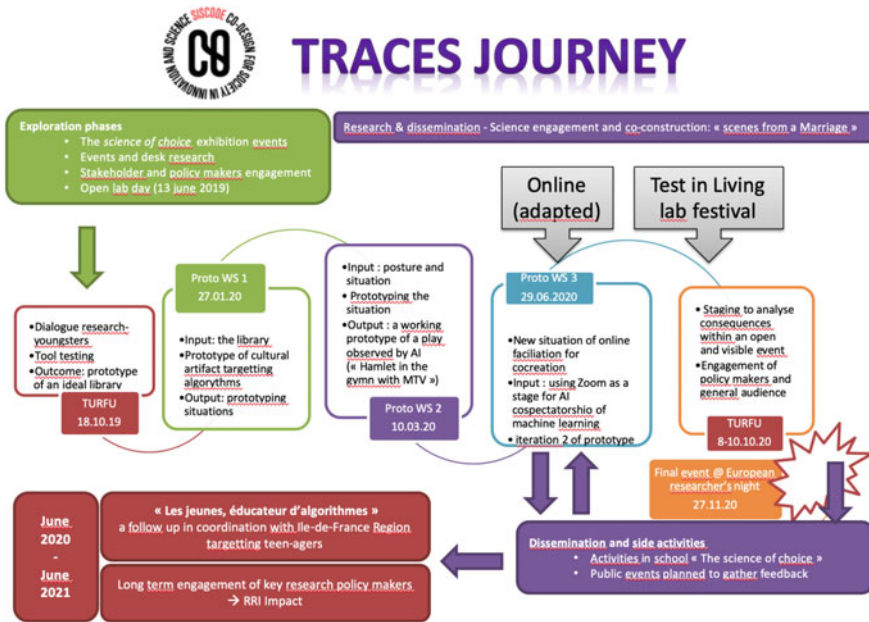 SISCODE CO-DESIGN FOR SOCIETY IN INNOVATION AND SCIENCE
CO
TRACES JOURNEY
Exploration phases
• The science of choice exhibition events
• Events and desk research
• Stakeholder and policy makers engagement
• Open lab day (13 june 2019)
Research & dissemination - Science engagement and co-construction: « scenes from a Marriage »
Online
(adapted)
Test in Living
lab festival
•Dialogue research-
youngsters
•Tool testing
•Outcome: prototype
of an ideal library
TURFU
18.10.19
Proto WS 1
27.01.20
•Input: the library
•Prototype of cultural
artifact targetting
algorythms
•Output: prototyping
situations
•Input : posture and
situation
• Prototyping the
situation
•Output : a working
prototype of a play
observed by AI
(« Hamlet in the
gymn with MTV »)
Proto WS 2
10.03.20
Proto WS 3
29.06.2020
•New situation of online
faciliation for
cocreation
•Input : using Zoom as a
stage for AI
cospectatorshio of
machine learning
• iteration 2 of prototype
• Staging to analyse
consequences
within an open
and visible event
•Engagement of
policy makers and
general audience
TURFU
8-10.10.20
Final event @ European
researcher's night
27.11.20
June
2020
-
June
2021
« Les jeunes, éducateur d'algorithmes »
a follow up in coordination with Ile-de-France Region
targetting teen-agers
Long term engagement of key research policy makers
→ RRI Impact
Dissemination and side activities
• Activities in school « The science of choice »
• Public events planned to gather feedback